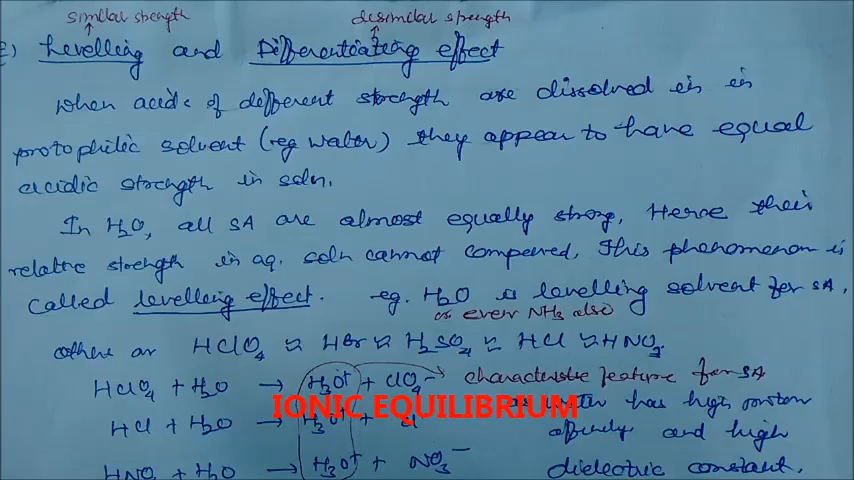 similar strength desimilar strength
Levelling and Differentiating effect
when acids of different strength are dissolved in in
protophilic solvent (eg water) they appear to have equal
acidic strength in soln.
In H₂O, all SA are almost equally strong, Hence their
relative strength in aq. soln cannot compared, This phenomenon is
called levelling effect. eg. H₂O is levelling solvent for SA,
or even NH₃ also
HClO₄ ≈ HBr ≈ H₂SO₄ ≈ HCl ≈ HNO₃.
HClO₄ + H₂O → H₃O⁺ + ClO₄⁻ characteristic feature for SA
IONIC EQUILIBRIUM
as water has high proton
HCl + H₂O → H₃O⁺ +
affinity and high
HNO₃ + H₂O → H₃O⁺ + NO₃⁻ dielectric constant.